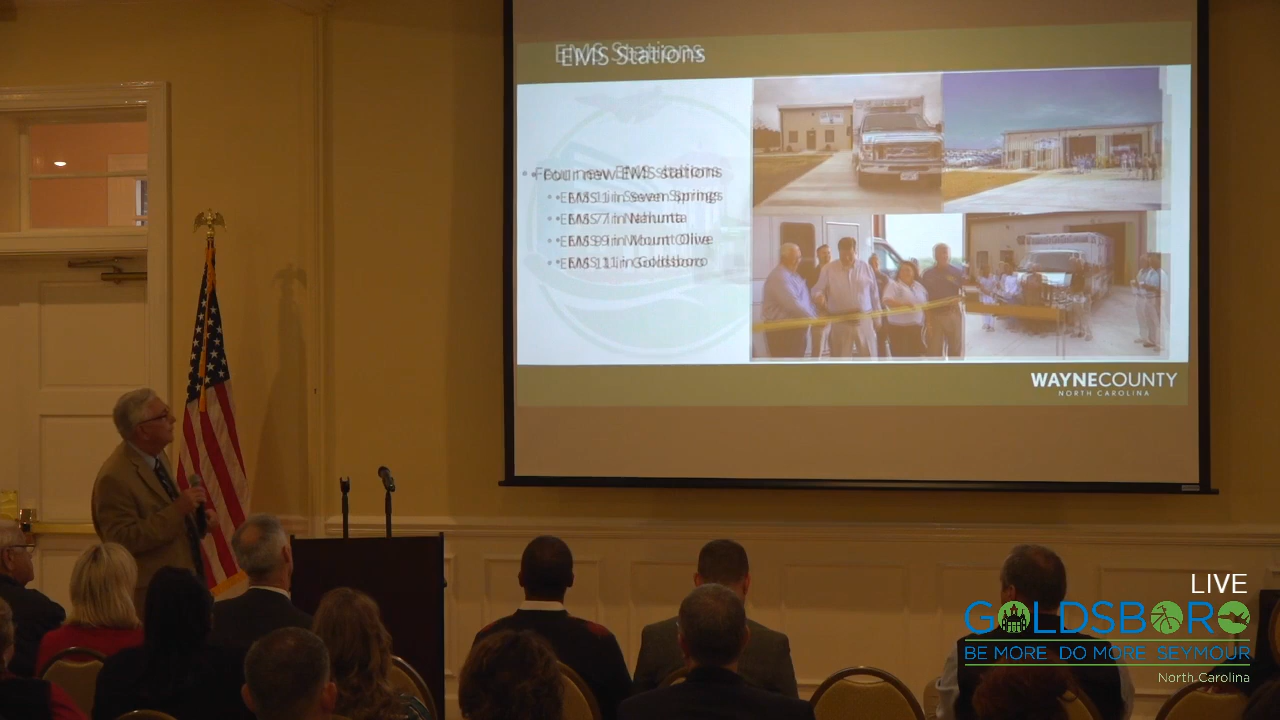 EMS Stations
• Four new EMS stations
• EMS 1 in Seven Springs
• EMS 7 in Nahunta
• EMS 9 in Mount Olive
• EMS 11 in Goldsboro
WAYNECOUNTY
NORTH CAROLINA
LIVE
GOLDSBORO
BE MORE DO MORE SEYMOUR
North Carolina